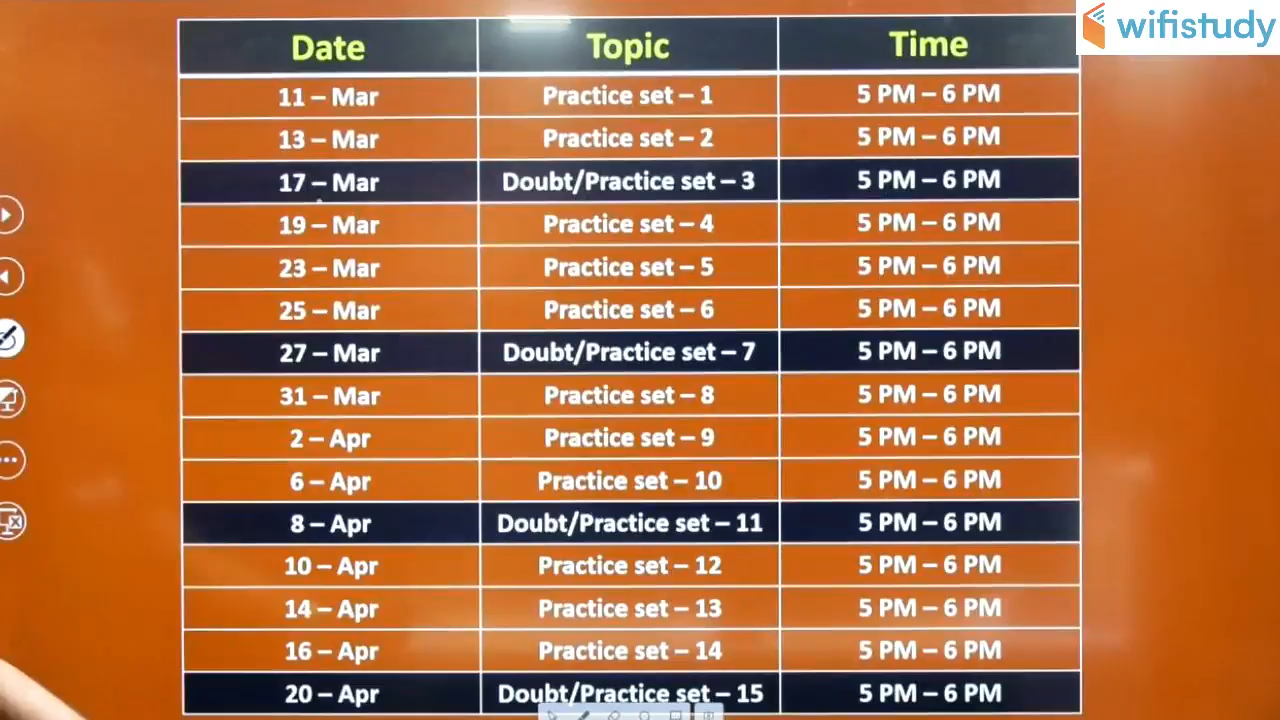 wifistudy
Date Topic Time
11 – Mar Practice set – 1 5 PM – 6 PM
13 – Mar Practice set – 2 5 PM – 6 PM
17 – Mar Doubt/Practice set – 3 5 PM – 6 PM
19 – Mar Practice set – 4 5 PM – 6 PM
23 – Mar Practice set – 5 5 PM – 6 PM
25 – Mar Practice set – 6 5 PM – 6 PM
27 – Mar Doubt/Practice set – 7 5 PM – 6 PM
31 – Mar Practice set – 8 5 PM – 6 PM
2 – Apr Practice set – 9 5 PM – 6 PM
6 – Apr Practice set – 10 5 PM – 6 PM
8 – Apr Doubt/Practice set – 11 5 PM – 6 PM
10 – Apr Practice set – 12 5 PM – 6 PM
14 – Apr Practice set – 13 5 PM – 6 PM
16 – Apr Practice set – 14 5 PM – 6 PM
20 – Apr Doubt/Practice set – 15 5 PM – 6 PM